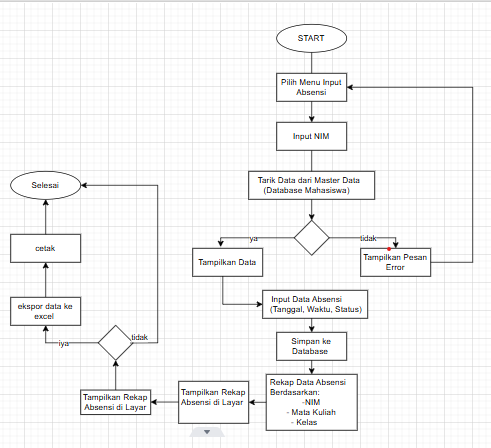 START
Pilih Menu Input
Absensi
Input NIM
Tarik Data dari Master Data
(Database Mahasiswa)
ya
tidak
Tampilkan Data
Tampilkan Pesan
Error
Input Data Absensi
(Tanggal, Waktu, Status)
Simpan ke
Database
Rekap Data Absensi
Berdasarkan:
-NIM
- Mata Kuliah
- Kelas
Tampilkan Rekap
Absensi di Layar
Tampilkan Rekap
Absensi di Layar
iya
tidak
ekspor data ke
excel
cetak
Selesai